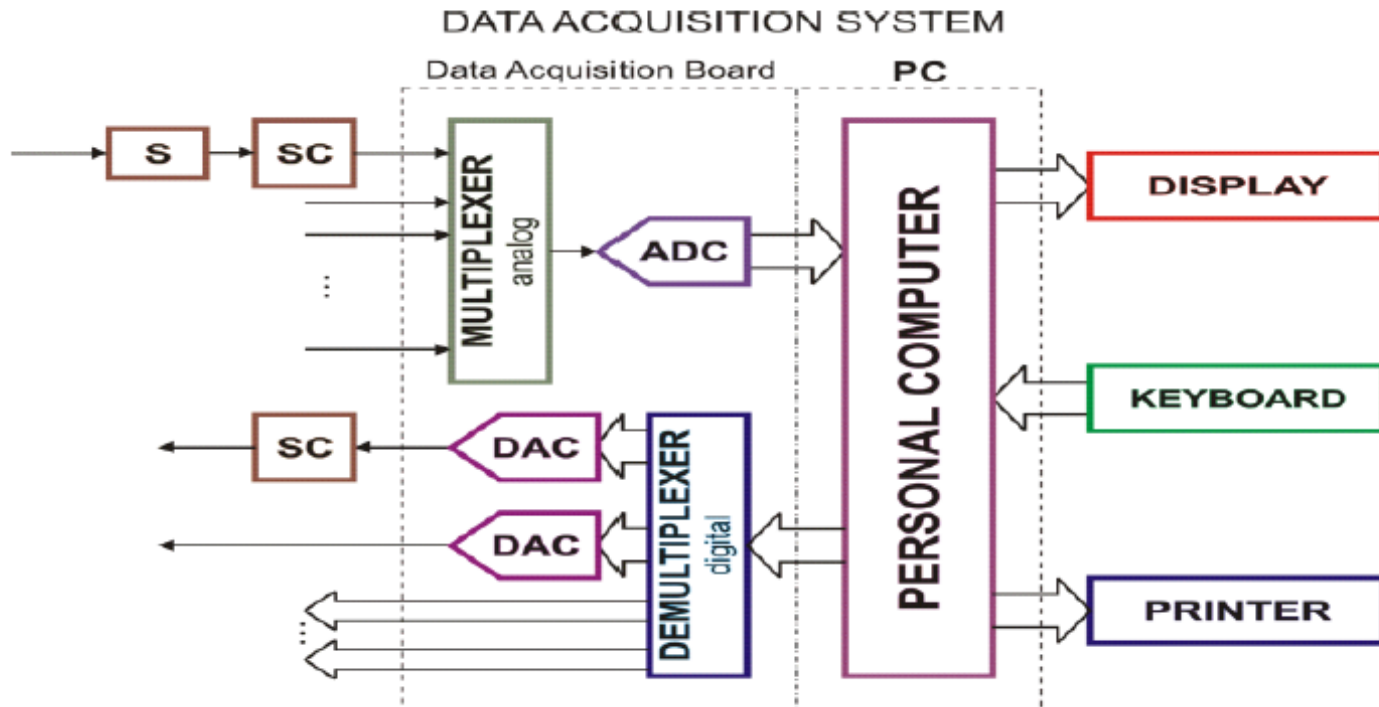 DATA ACQUISITION SYSTEM
Data Acquisition Board
PC
S
SC
MULTIPLEXER
analog
ADC
PERSONAL COMPUTER
DISPLAY
...
KEYBOARD
SC
DAC
DEMULTIPLEXER
digital
DAC
PRINTER
...